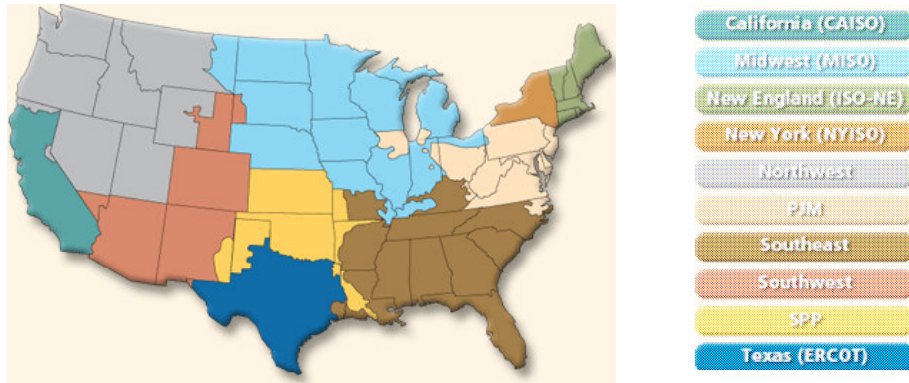 California (CAISO)
Midwest (MISO)
New England (ISO-NE)
New York (NYISO)
Northwest
PJM
Southeast
Southwest
SPP
Texas (ERCOT)